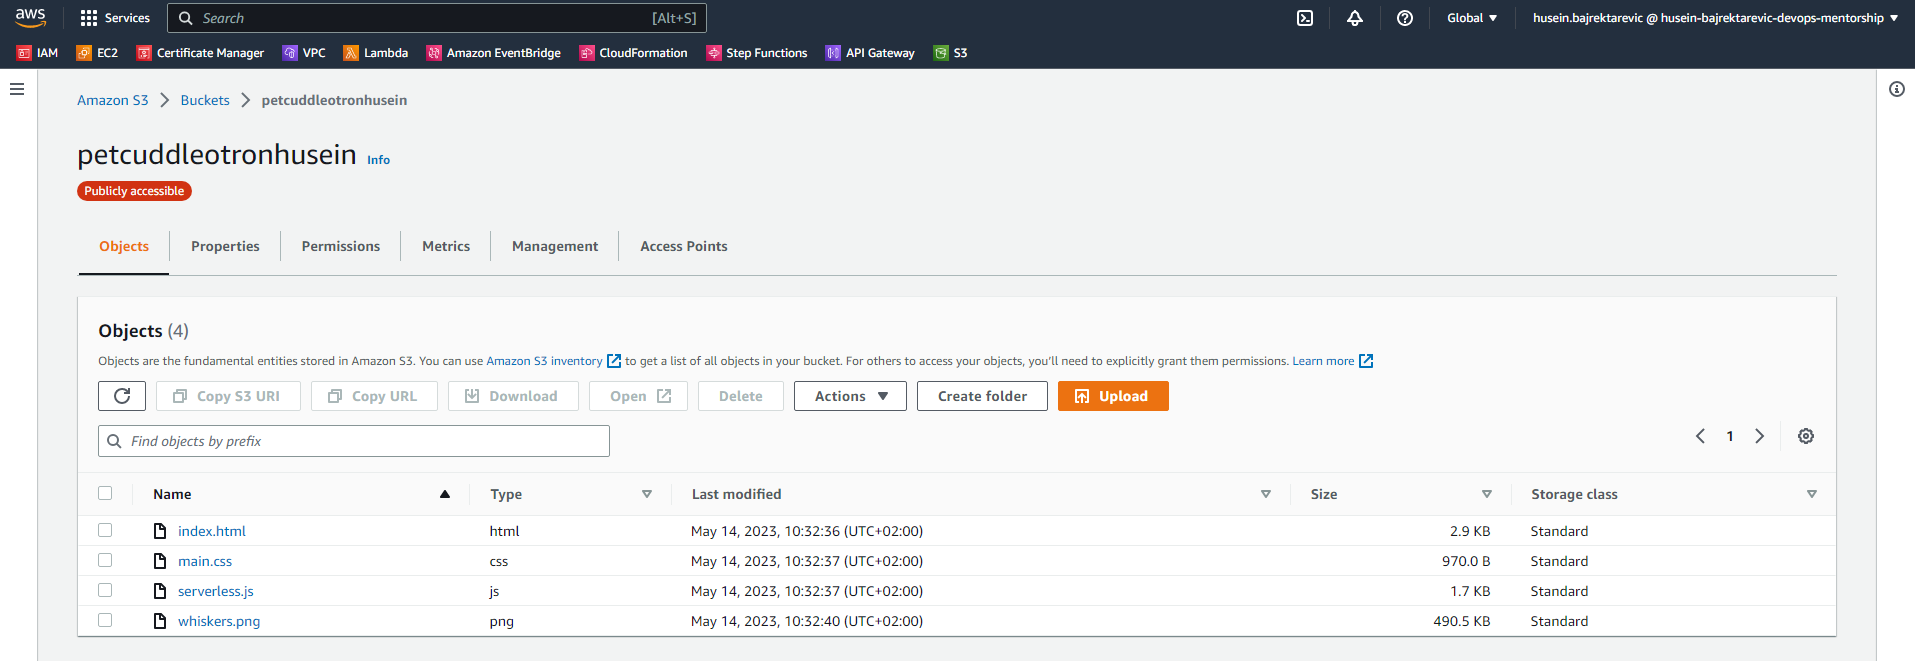 aws Services Search [Alt+S] Global husein.bajrektarevic @ husein-bajrektarevic-devops-mentorship
IAM EC2 Certificate Manager VPC Lambda Amazon EventBridge CloudFormation Step Functions API Gateway S3
Amazon S3 > Buckets > petcuddleotronhusein
petcuddleotronhusein Info
Publicly accessible
Objects Properties Permissions Metrics Management Access Points
Objects (4)
Objects are the fundamental entities stored in Amazon S3. You can use Amazon S3 inventory to get a list of all objects in your bucket. For others to access your objects, you'll need to explicitly grant them permissions. Learn more
Copy S3 URI Copy URL Download Open Delete Actions Create folder Upload
Find objects by prefix 1
Name Type Last modified Size Storage class
index.html html May 14, 2023, 10:32:36 (UTC+02:00) 2.9 KB Standard
main.css css May 14, 2023, 10:32:37 (UTC+02:00) 970.0 B Standard
serverless.js js May 14, 2023, 10:32:37 (UTC+02:00) 1.7 KB Standard
whiskers.png png May 14, 2023, 10:32:40 (UTC+02:00) 490.5 KB Standard